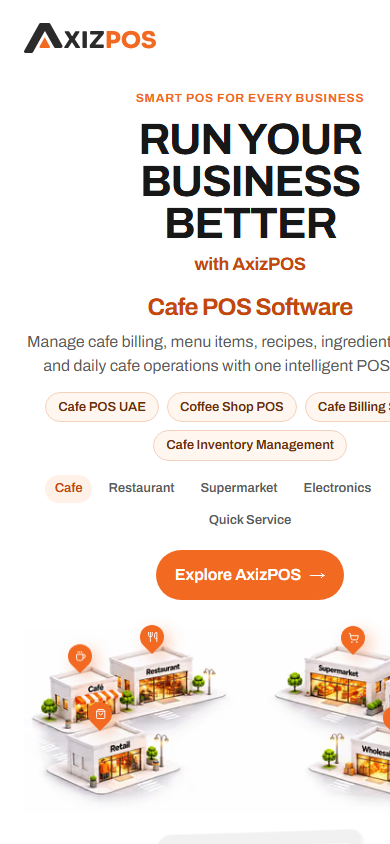 AXIZPOS
SMART POS FOR EVERY BUSINESS
RUN YOUR
BUSINESS
BETTER
with AxizPOS
Cafe POS Software
Manage cafe billing, menu items, recipes, ingredient
and daily cafe operations with one intelligent POS
Cafe POS UAE Coffee Shop POS Cafe Billing
Cafe Inventory Management
Cafe Restaurant Supermarket Electronics
Quick Service
Explore AxizPOS →
Restaurant
Supermarket
Café
Retail